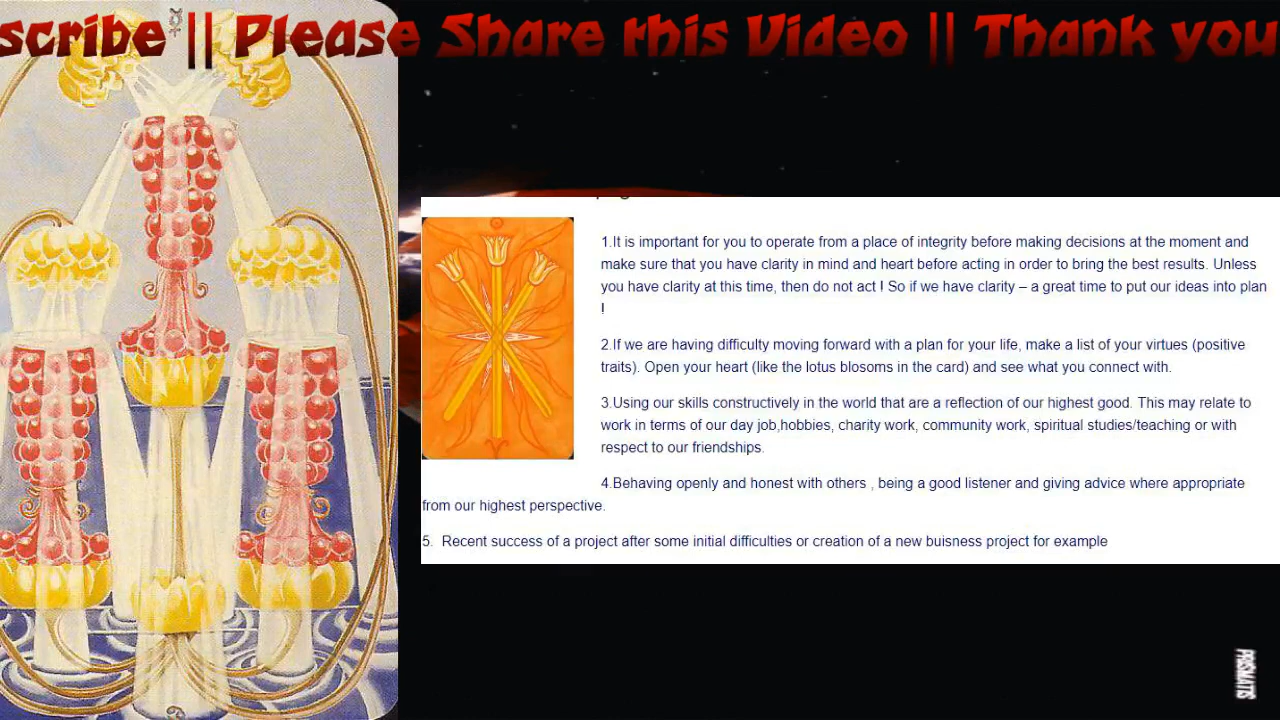 scribe || Please Share this Video || Thank you
1.It is important for you to operate from a place of integrity before making decisions at the moment and
make sure that you have clarity in mind and heart before acting in order to bring the best results. Unless
you have clarity at this time, then do not act ! So if we have clarity – a great time to put our ideas into plan
!
2.If we are having difficulty moving forward with a plan for your life, make a list of your virtues (positive
traits). Open your heart (like the lotus blosoms in the card) and see what you connect with.
3.Using our skills constructively in the world that are a reflection of our highest good. This may relate to
work in terms of our day job,hobbies, charity work, community work, spiritual studies/teaching or with
respect to our friendships.
4.Behaving openly and honest with others , being a good listener and giving advice where appropriate
from our highest perspective.
5.  Recent success of a project after some initial difficulties or creation of a new buisness project for example